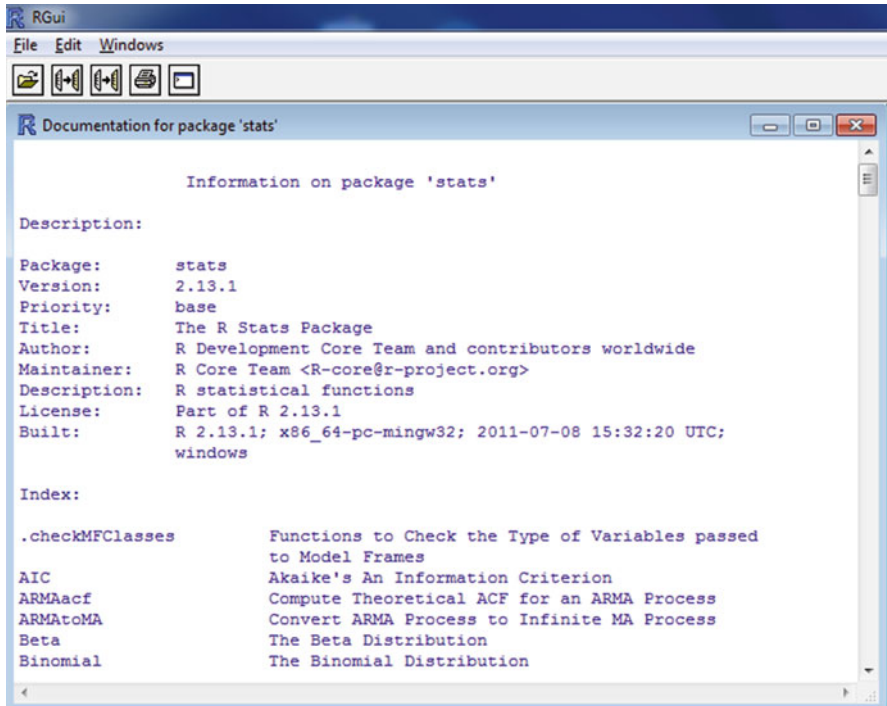 RGui
File Edit Windows
Documentation for package 'stats'
Information on package 'stats'
Description:
Package: stats
Version: 2.13.1
Priority: base
Title: The R Stats Package
Author: R Development Core Team and contributors worldwide
Maintainer: R Core Team <R-core@r-project.org>
Description: R statistical functions
License: Part of R 2.13.1
Built: R 2.13.1; x86_64-pc-mingw32; 2011-07-08 15:32:20 UTC;
windows
Index:
.checkMFClasses Functions to Check the Type of Variables passed
to Model Frames
AIC Akaike's An Information Criterion
ARMAacf Compute Theoretical ACF for an ARMA Process
ARMAtoMA Convert ARMA Process to Infinite MA Process
Beta The Beta Distribution
Binomial The Binomial Distribution